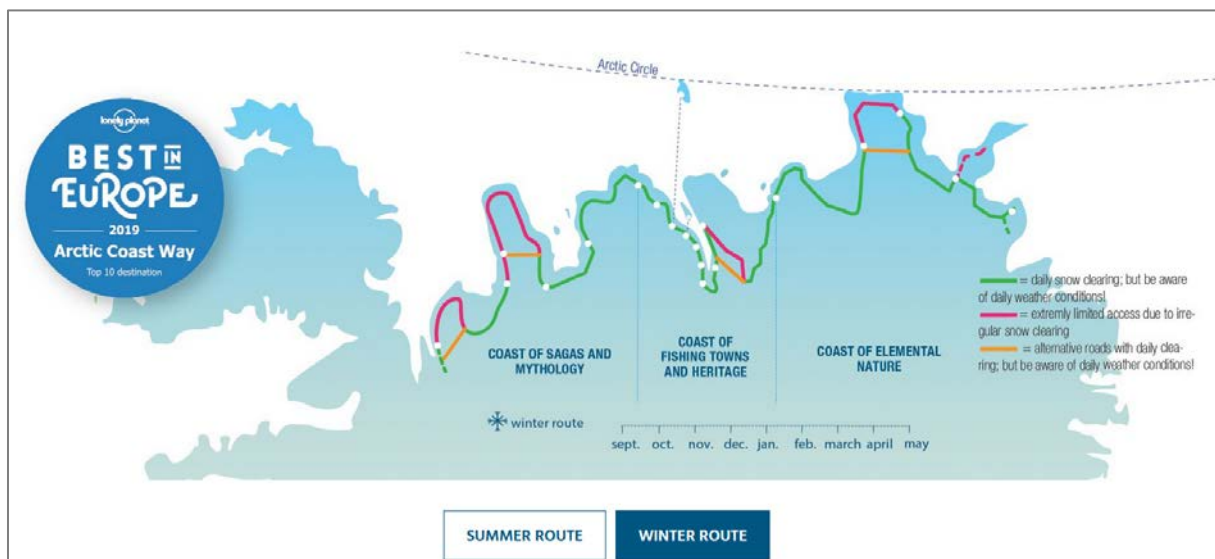 Arctic Circle
lonely planet
BEST IN
EUROPE
2019
Arctic Coast Way
Top 10 destination
= daily snow clearing; but be aware
of daily weather conditions!
= extremly limited access due to irre-
gular snow clearing
= alternative roads with daily clea-
ring; but be aware of daily weather conditions!
COAST OF SAGAS AND
MYTHOLOGY
COAST OF
FISHING TOWNS
AND HERITAGE
COAST OF ELEMENTAL
NATURE
winter route
sept. oct. nov. dec. jan. feb. march april may
SUMMER ROUTE
WINTER ROUTE